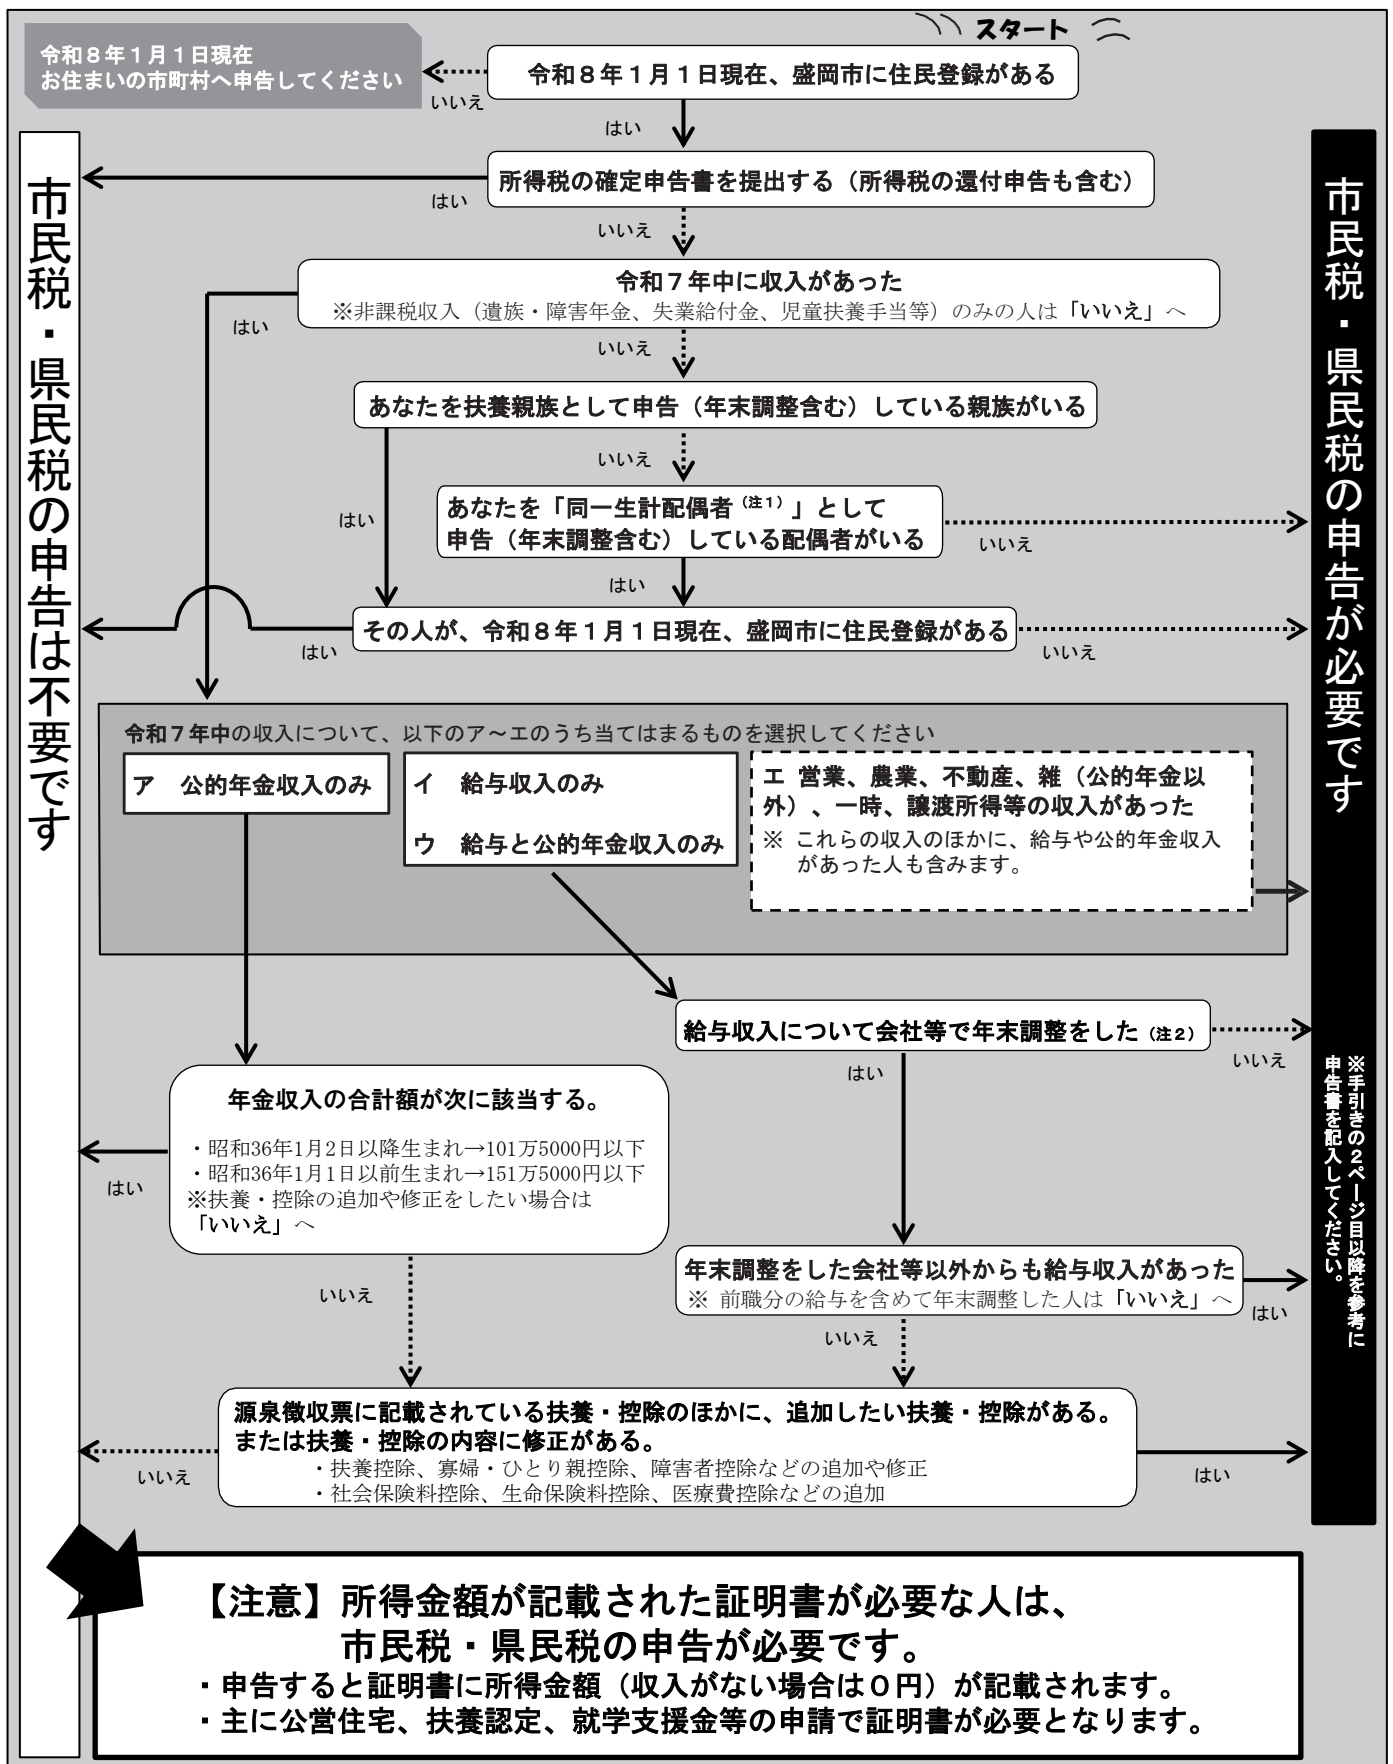 スタート
令和８年１月１日現在
お住まいの市町村へ申告してください
いいえ
令和８年１月１日現在、盛岡市に住民登録がある
はい
所得税の確定申告書を提出する（所得税の還付申告も含む）
はい
いいえ
令和７年中に収入があった
※非課税収入（遺族・障害年金、失業給付金、児童扶養手当等）のみの人は「いいえ」へ
はい
いいえ
あなたを扶養親族として申告（年末調整含む）している親族がいる
いいえ
はい
あなたを「同一生計配偶者（注１）」として
申告（年末調整含む）している配偶者がいる
いいえ
はい
その人が、令和８年１月１日現在、盛岡市に住民登録がある
はい
いいえ
令和７年中の収入について、以下のア～エのうち当てはまるものを選択してください
ア　公的年金収入のみ
イ　給与収入のみ
ウ　給与と公的年金収入のみ
エ 営業、農業、不動産、雑（公的年金以
外）、一時、譲渡所得等の収入があった
※ これらの収入のほかに、給与や公的年金収入
があった人も含みます。
給与収入について会社等で年末調整をした（注２）
いいえ
はい
年金収入の合計額が次に該当する。
・昭和36年1月2日以降生まれ→101万5000円以下
・昭和36年1月1日以前生まれ→151万5000円以下
※扶養・控除の追加や修正をしたい場合は
「いいえ」へ
はい
いいえ
年末調整をした会社等以外からも給与収入があった
※ 前職分の給与を含めて年末調整した人は「いいえ」へ
はい
いいえ
源泉徴収票に記載されている扶養・控除のほかに、追加したい扶養・控除がある。
または扶養・控除の内容に修正がある。
・扶養控除、寡婦・ひとり親控除、障害者控除などの追加や修正
・社会保険料控除、生命保険料控除、医療費控除などの追加
いいえ
はい
市民税・県民税の申告は不要です
市民税・県民税の申告が必要です
※手引きの２ページ目以降を参考に
申告書を記入してください。
【注意】所得金額が記載された証明書が必要な人は、
市民税・県民税の申告が必要です。
・申告すると証明書に所得金額（収入がない場合は０円）が記載されます。
・主に公営住宅、扶養認定、就学支援金等の申請で証明書が必要となります。